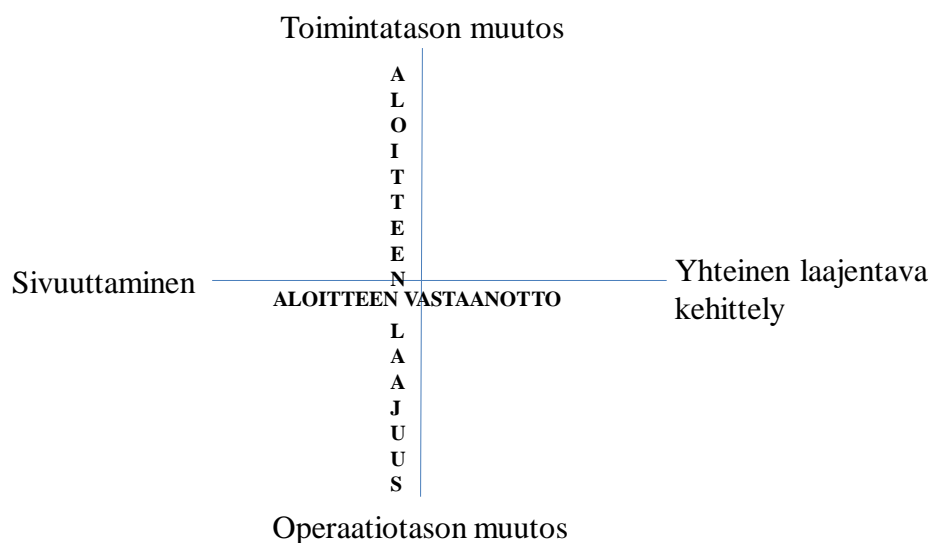 Toimintatason muutos
ALOITTEEN LAAJUUS
Sivuuttaminen
Yhteinen laajentava
kehittely
ALOITTEEN VASTAANOTTO
Operaatiotason muutos